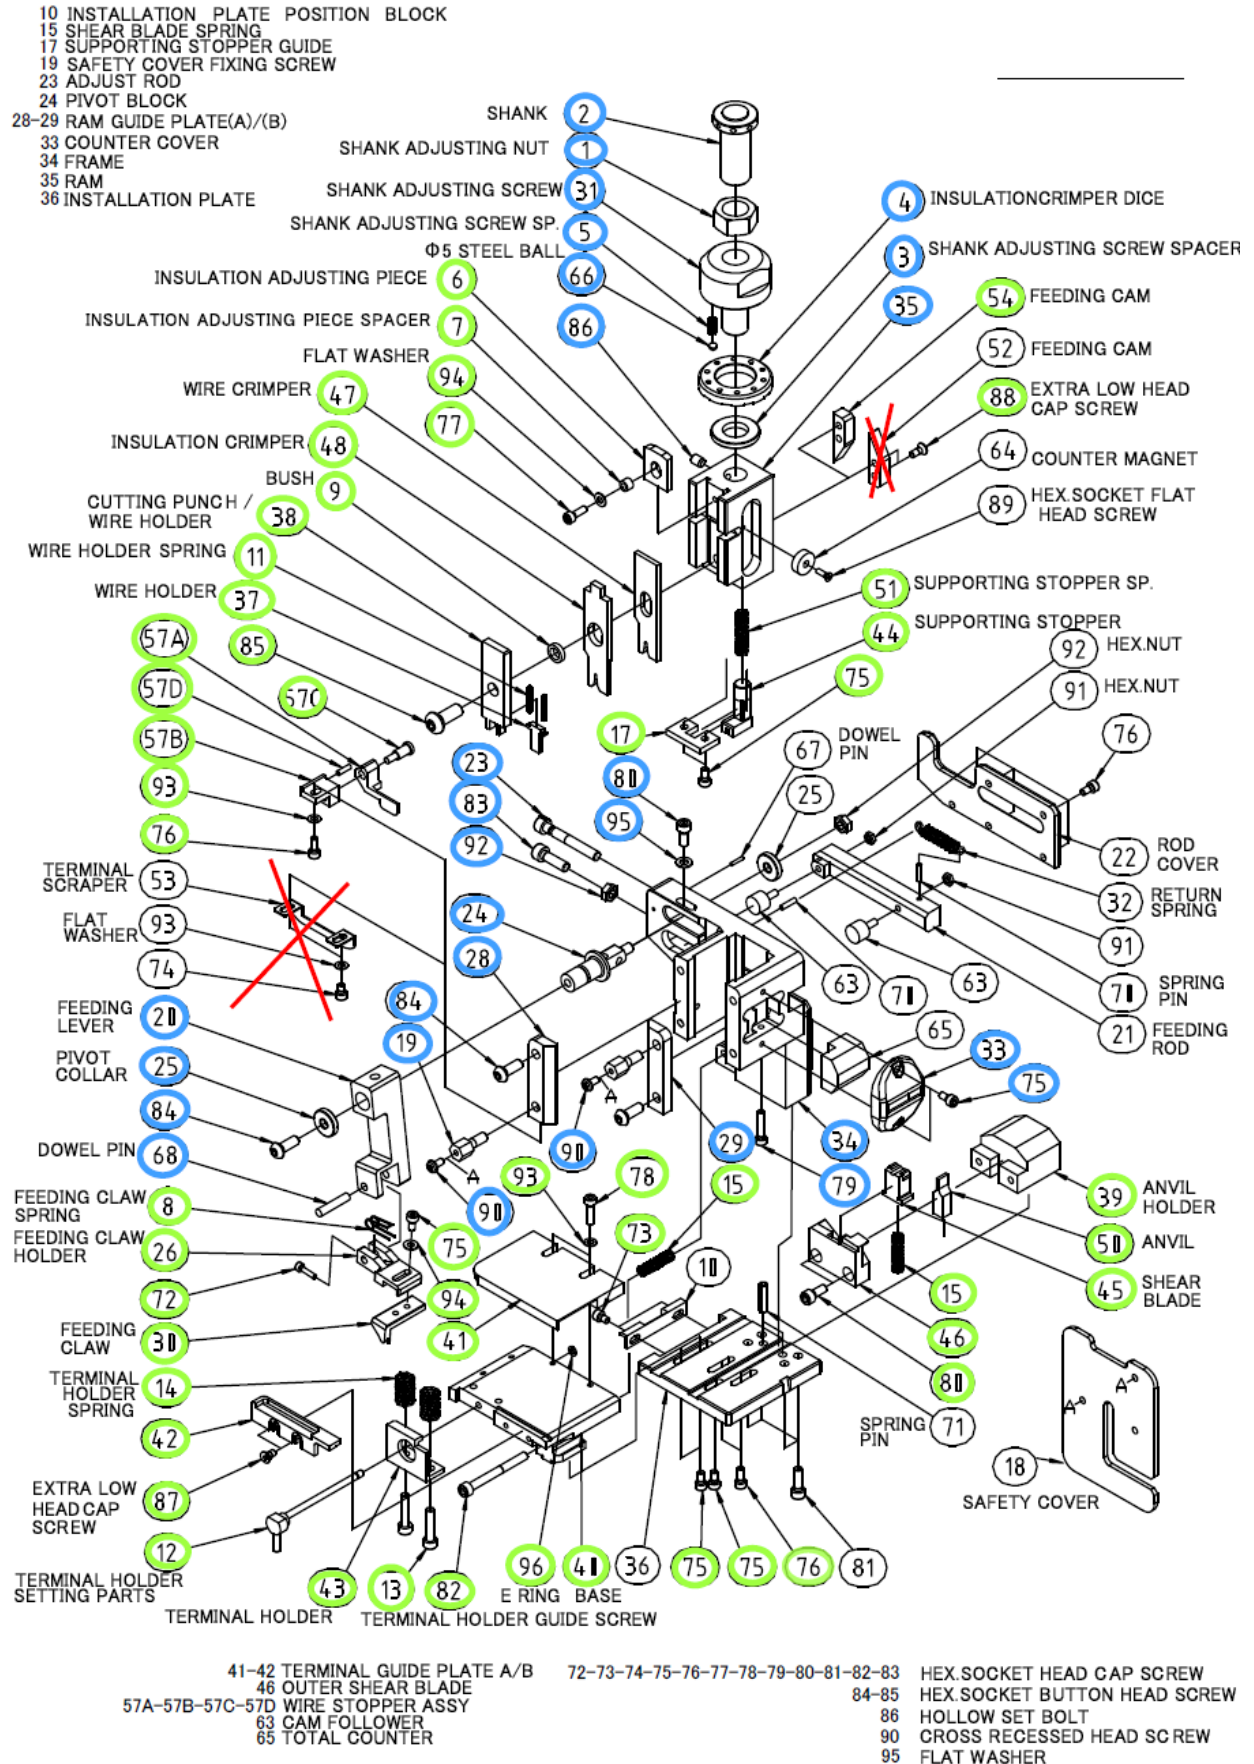 10 INSTALLATION PLATE POSITION BLOCK
15 SHEAR BLADE SPRING
17 SUPPORTING STOPPER GUIDE
19 SAFETY COVER FIXING SCREW
23 ADJUST ROD
24 PIVOT BLOCK
28-29 RAM GUIDE PLATE(A)/(B)
33 COUNTER COVER
34 FRAME
35 RAM
36 INSTALLATION PLATE
SHANK 2
SHANK ADJUSTING NUT 1
SHANK ADJUSTING SCREW 31
SHANK ADJUSTING SCREW SP. 5
Φ5 STEEL BALL 66
86
4 INSULATIONCRIMPER DICE
3 SHANK ADJUSTING SCREW SPACER
35
54 FEEDING CAM
52 FEEDING CAM
88 EXTRA LOW HEAD
CAP SCREW
64 COUNTER MAGNET
89 HEX.SOCKET FLAT
HEAD SCREW
INSULATION ADJUSTING PIECE 6
INSULATION ADJUSTING PIECE SPACER 7
FLAT WASHER 94
WIRE CRIMPER 47
77
INSULATION CRIMPER 48
BUSH 9
CUTTING PUNCH /
WIRE HOLDER 38
WIRE HOLDER SPRING 11
WIRE HOLDER 37
51 SUPPORTING STOPPER SP.
44 SUPPORTING STOPPER
75
17
92 HEX.NUT
91 HEX.NUT
76
57A
85
57D
57C
57B
93
76
23
80
83
95
92
67 DOWEL
PIN
25
22 ROD
COVER
32 RETURN
SPRING
91
70 SPRING
PIN
21 FEEDING
ROD
63
70
63
TERMINAL
SCRAPER 53
FLAT
WASHER 93
74
24
28
84
19
65
33
75
FEEDING
LEVER 20
PIVOT
COLLAR 25
84
DOWEL PIN 68
A
A
90
90
29
79
34
93
78
15
39 ANVIL
HOLDER
50 ANVIL
45 SHEAR
BLADE
15
46
80
FEEDING CLAW
SPRING 8
FEEDING CLAW
HOLDER 26
75
72
94
73
10
FEEDING
CLAW 30
41
TERMINAL
HOLDER
SPRING 14
42
SPRING
PIN 71
A
A
18
SAFETY COVER
EXTRA LOW
HEAD CAP
SCREW 87
12
TERMINAL HOLDER
SETTING PARTS
43
TERMINAL HOLDER
13
82
TERMINAL HOLDER GUIDE SCREW
96
E RING
40
BASE
36
75
75
76
81
41-42 TERMINAL GUIDE PLATE A/B
46 OUTER SHEAR BLADE
57A-57B-57C-57D WIRE STOPPER ASSY
63 CAM FOLLOWER
65 TOTAL COUNTER
72-73-74-75-76-77-78-79-80-81-82-83 HEX.SOCKET HEAD CAP SCREW
84-85 HEX.SOCKET BUTTON HEAD SCREW
86 HOLLOW SET BOLT
90 CROSS RECESSED HEAD SCREW
95 FLAT WASHER